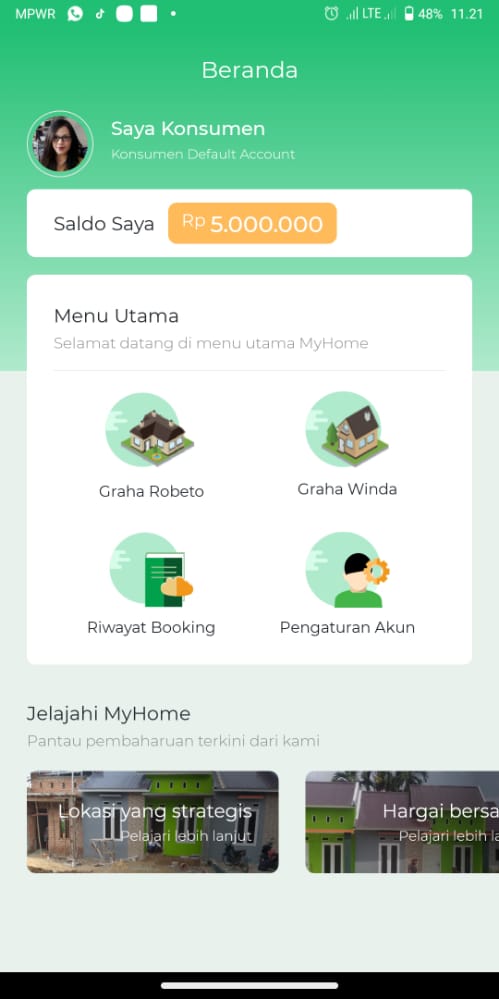 MPWR LTE 48% 11.21
Beranda
Saya Konsumen
Konsumen Default Account
Saldo Saya Rp 5.000.000
Menu Utama
Selamat datang di menu utama MyHome
Graha Robeto
Graha Winda
Riwayat Booking
Pengaturan Akun
Jelajahi MyHome
Pantau pembaharuan terkini dari kami
Lokasi yang strategis
Pelajari lebih lanjut
Hargai bersa
Pelajari lebih la